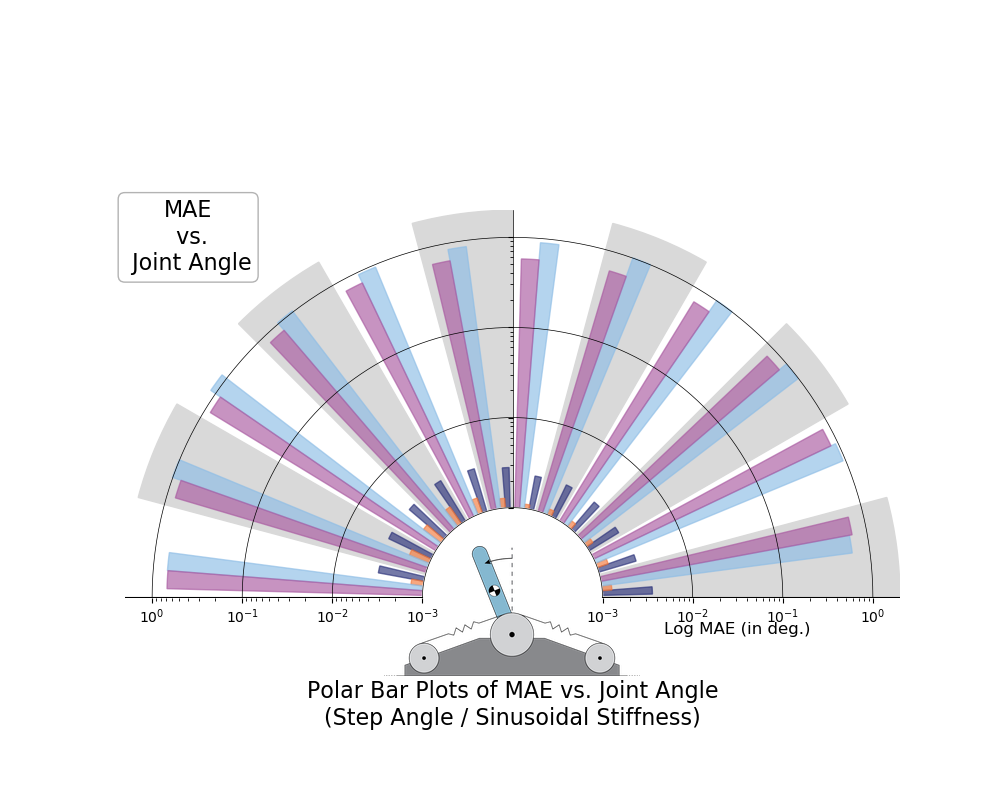 MAE
vs.
Joint Angle
10⁰ 10⁻¹ 10⁻² 10⁻³ 10⁻³ 10⁻² 10⁻¹ 10⁰
Log MAE (in deg.)
Polar Bar Plots of MAE vs. Joint Angle
(Step Angle / Sinusoidal Stiffness)